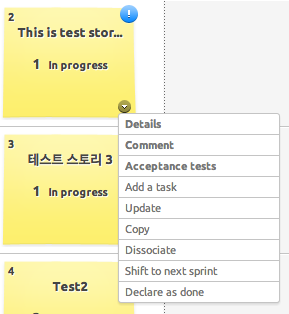 2
!
This is test stor...
1 In progress
Details
Comment
Acceptance tests
Add a task
Update
Copy
Dissociate
Shift to next sprint
Declare as done
3
테스트 스토리 3
1 In progress
4
Test2